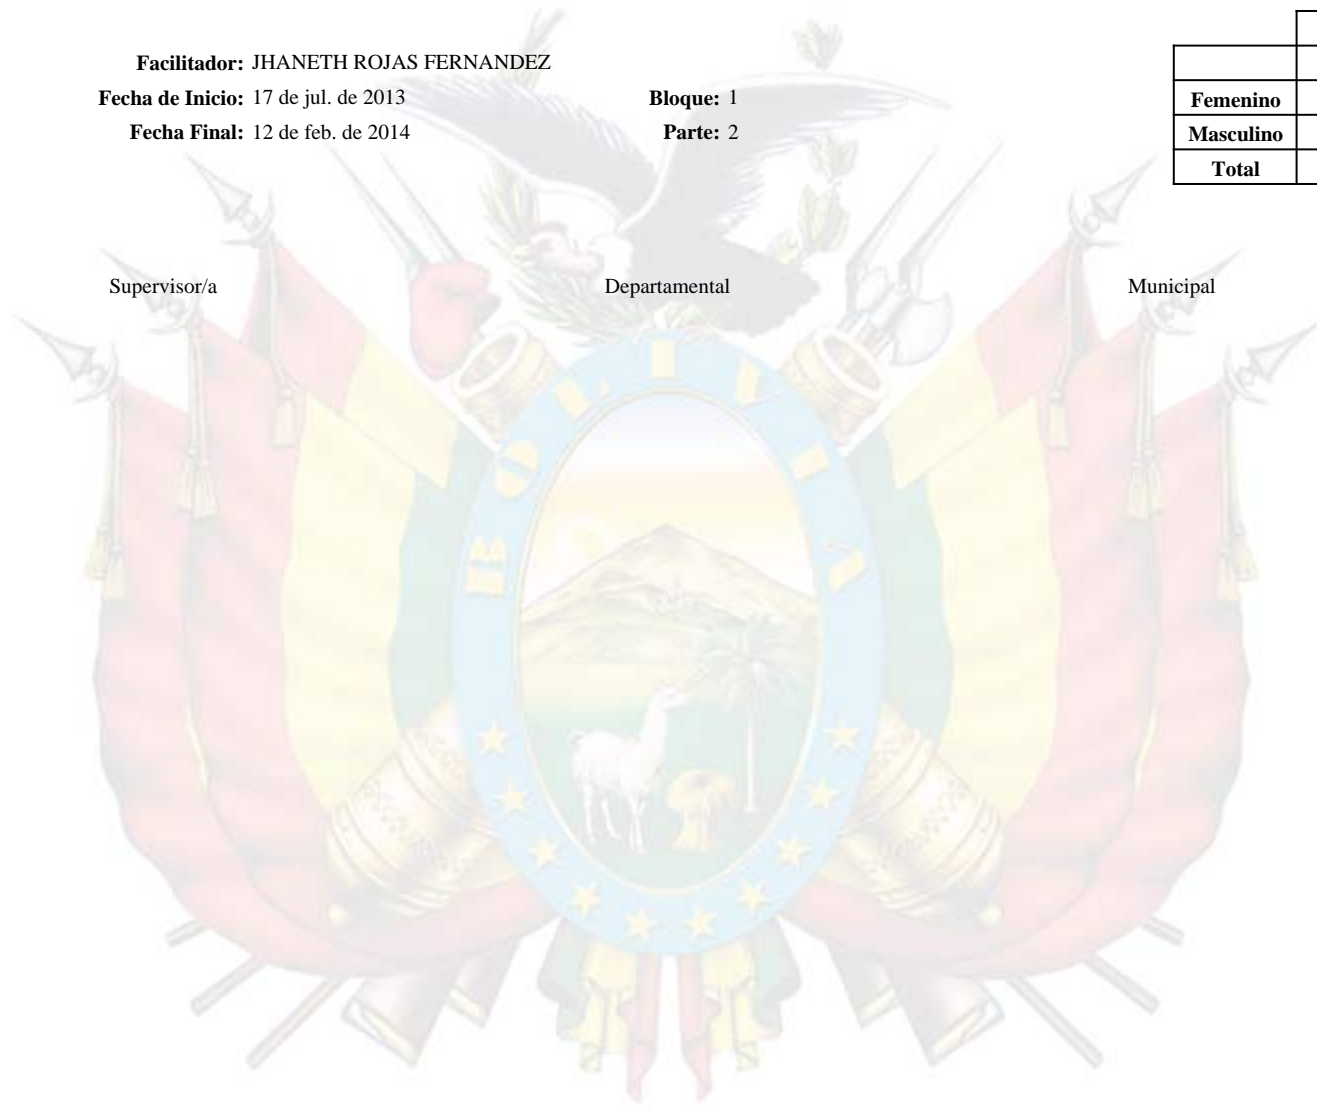 Facilitador: JHANETH ROJAS FERNANDEZ
Fecha de Inicio: 17 de jul. de 2013 Bloque: 1
Fecha Final: 12 de feb. de 2014 Parte: 2
Femenino
Masculino
Total
Supervisor/a Departamental Municipal
BOLIVIA